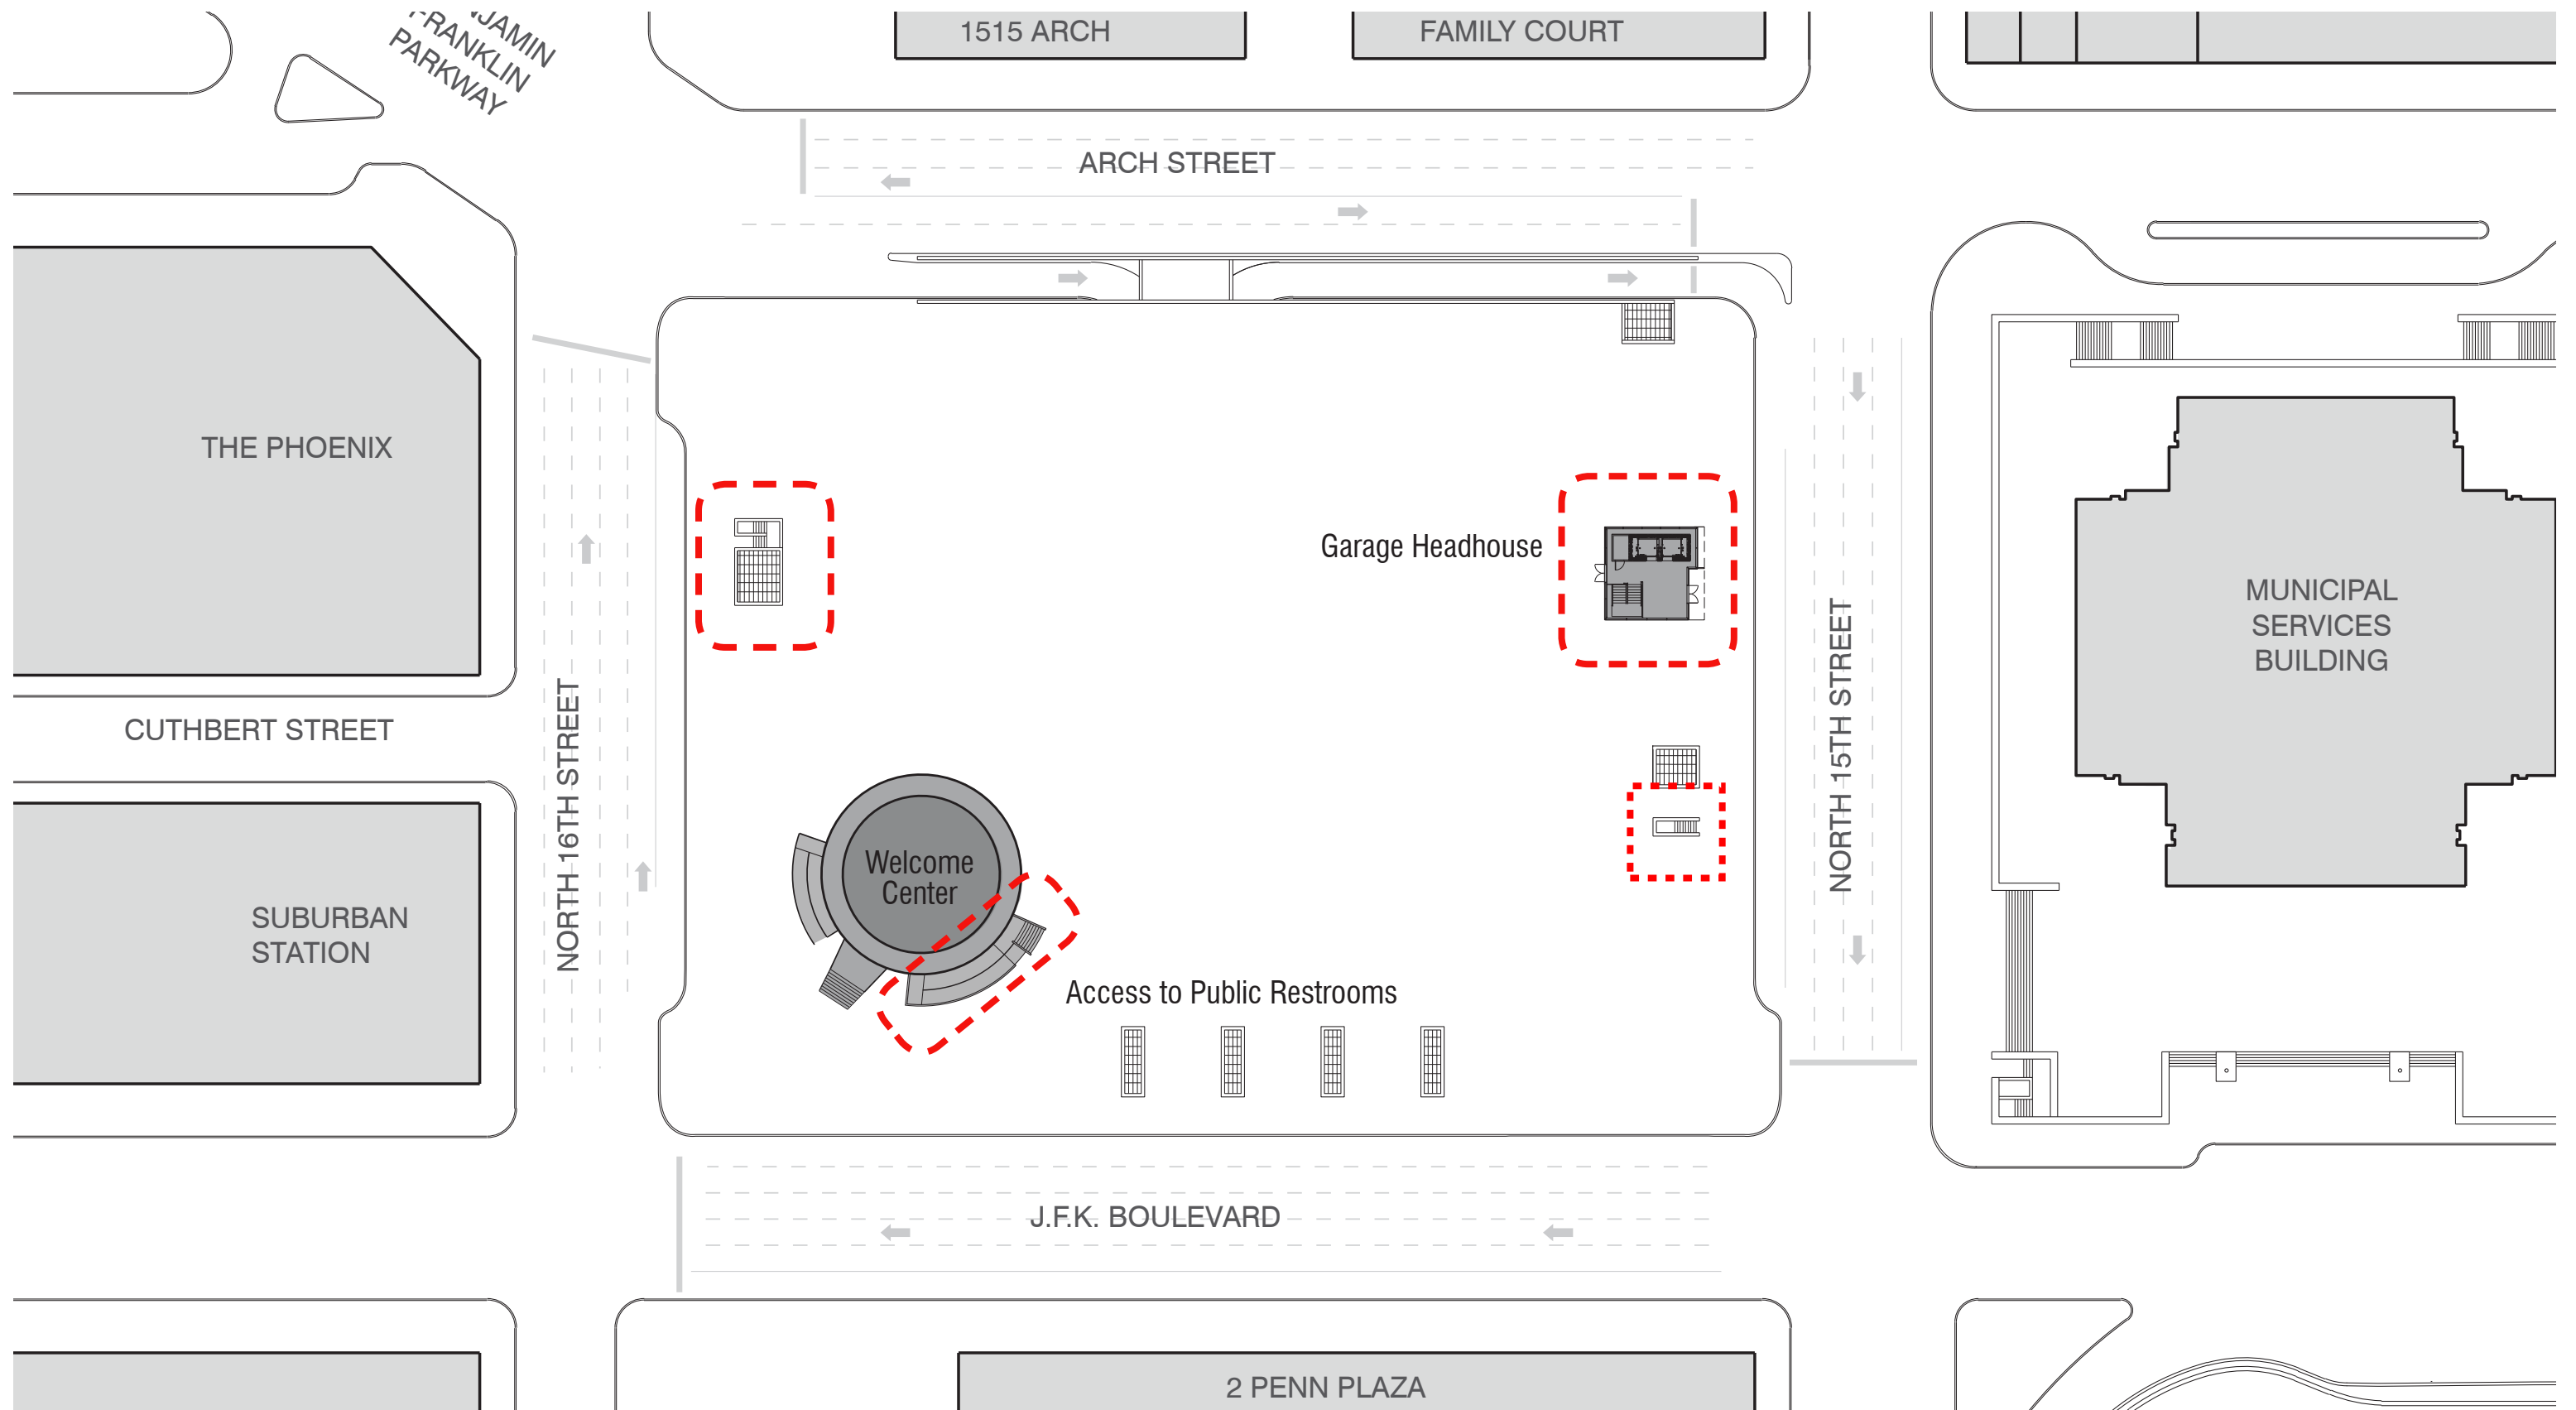 FRANKLIN
PARKWAY
1515 ARCH
FAMILY COURT
ARCH STREET
THE PHOENIX
Garage Headhouse
MUNICIPAL
SERVICES
BUILDING
NORTH 16TH STREET
NORTH 15TH STREET
CUTHBERT STREET
Welcome
Center
SUBURBAN
STATION
Access to Public Restrooms
J.F.K. BOULEVARD
2 PENN PLAZA